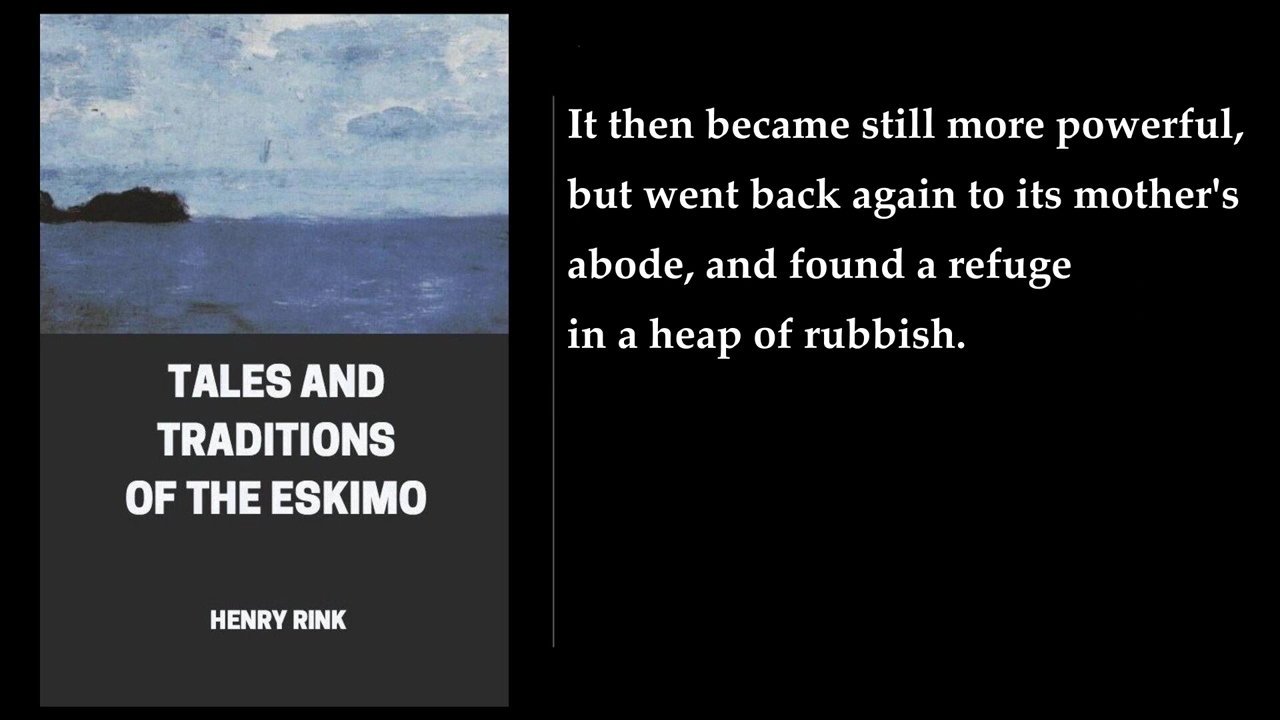 TALES AND
TRADITIONS
OF THE ESKIMO
HENRY RINK
It then became still more powerful,
but went back again to its mother's
abode, and found a refuge
in a heap of rubbish.